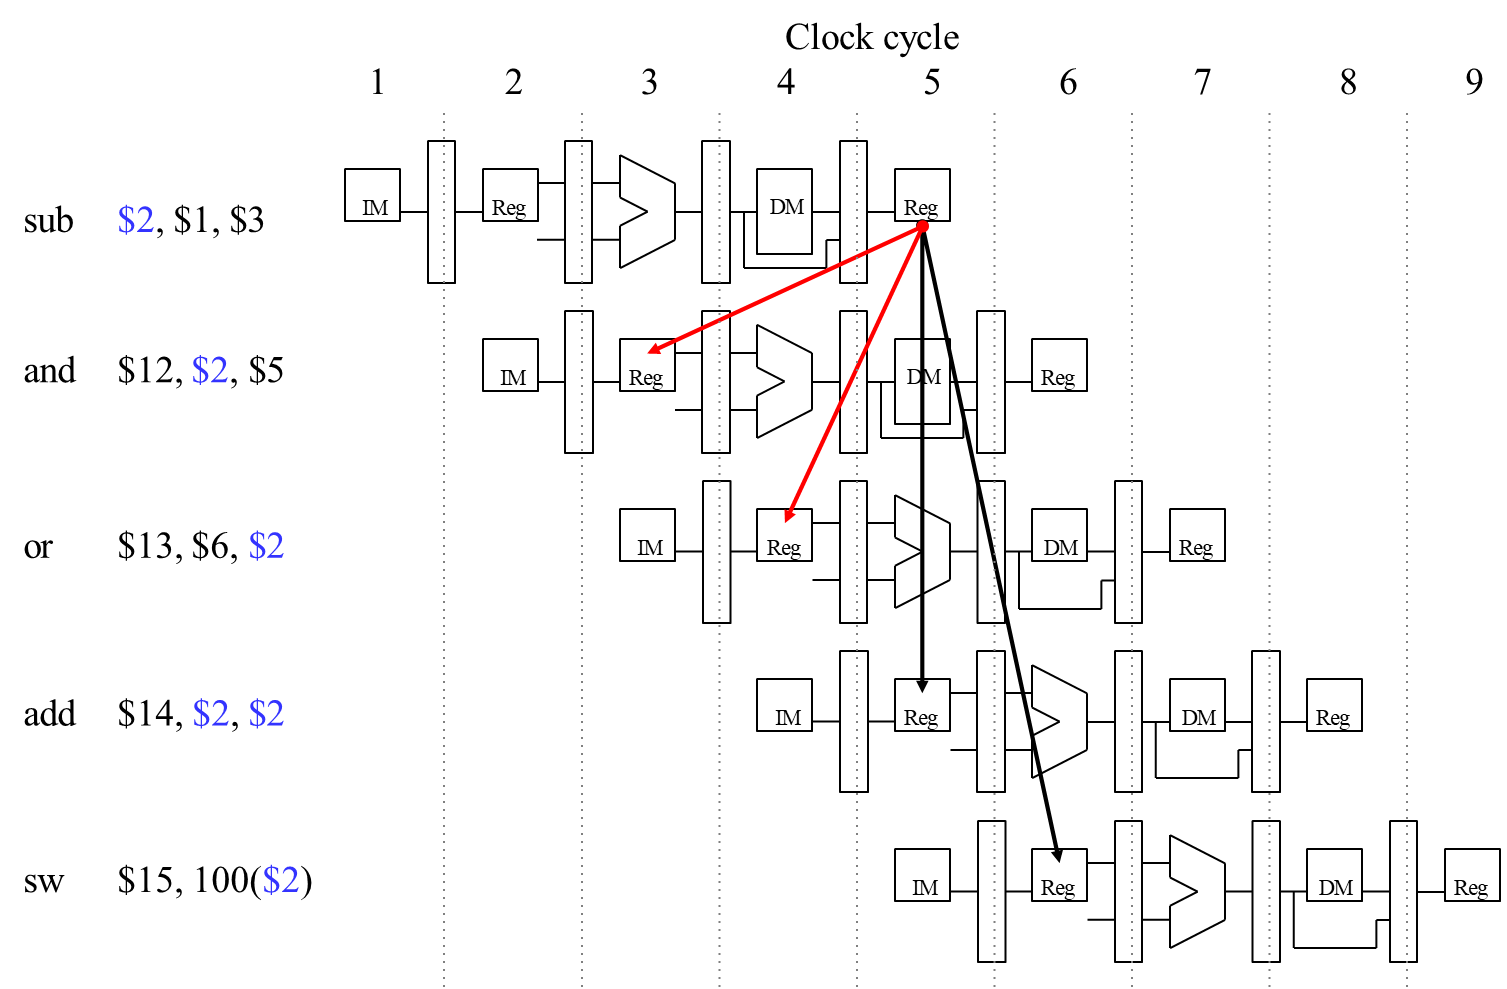 Clock cycle
1 2 3 4 5 6 7 8 9
sub $2, $1, $3 IM Reg DM Reg
and $12, $2, $5 IM Reg DM Reg
or $13, $6, $2 IM Reg DM Reg
add $14, $2, $2 IM Reg DM Reg
sw $15, 100($2) IM Reg DM Reg